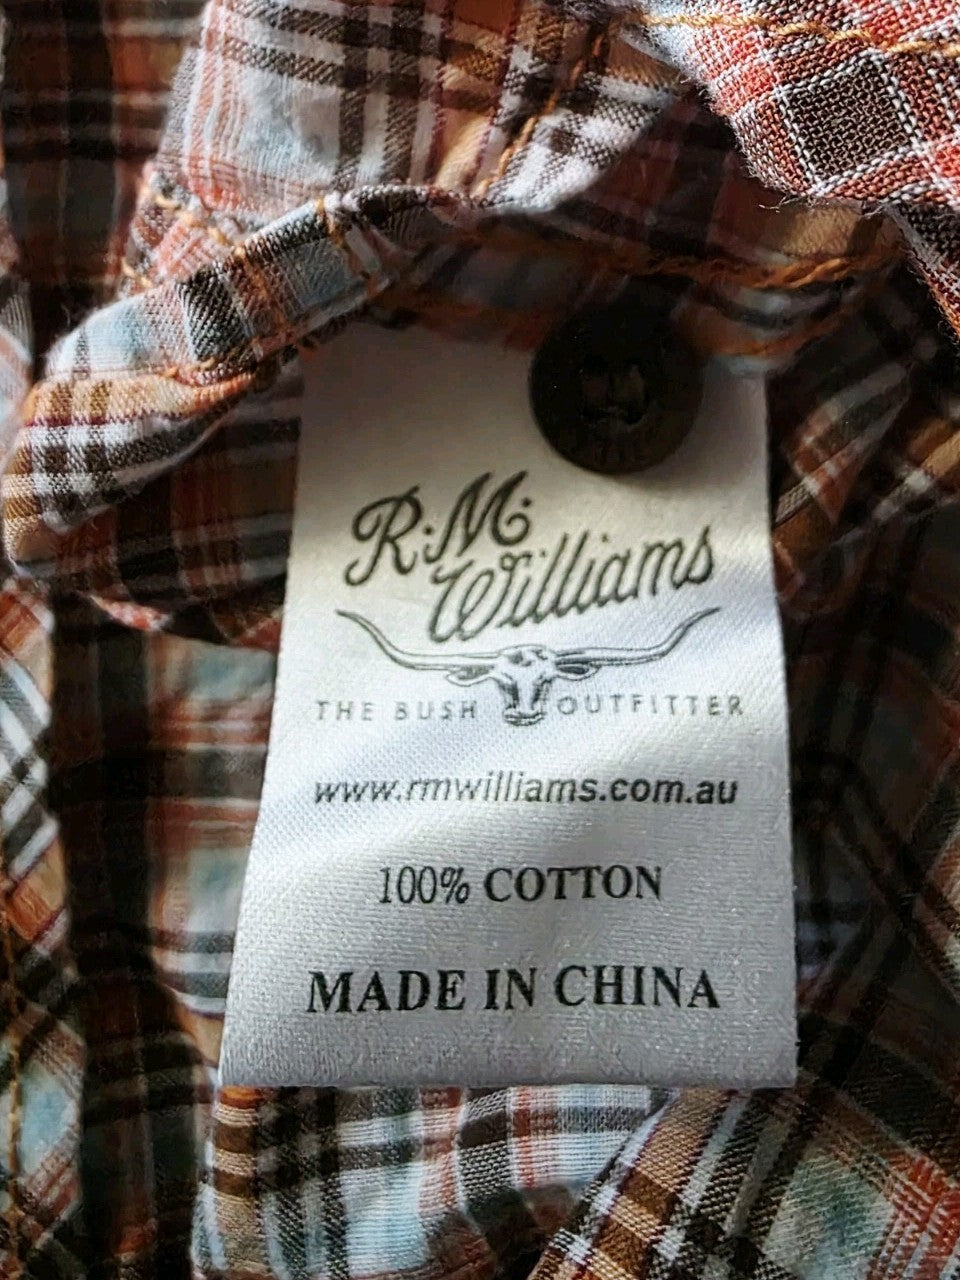 R.M.
Williams
THE BUSH OUTFITTER
www.rmwilliams.com.au
100% COTTON
MADE IN CHINA